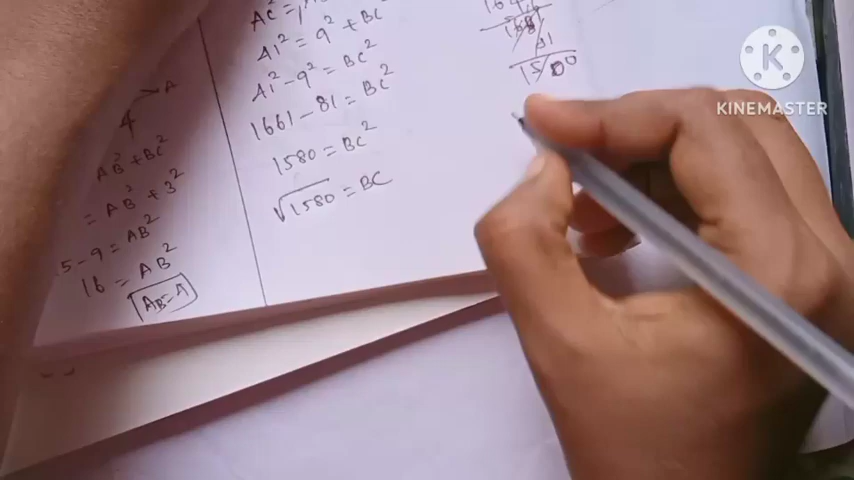 A
4
AB² + BC²
= AB² + 3²
5 - 9 = AB²
16 = AB²
AB = 4
AC² =
41² = 9² + BC²
41² - 9² = BC²
1661 - 81 = BC²
1580 = BC²
√1580 = BC
81
KINEMASTER